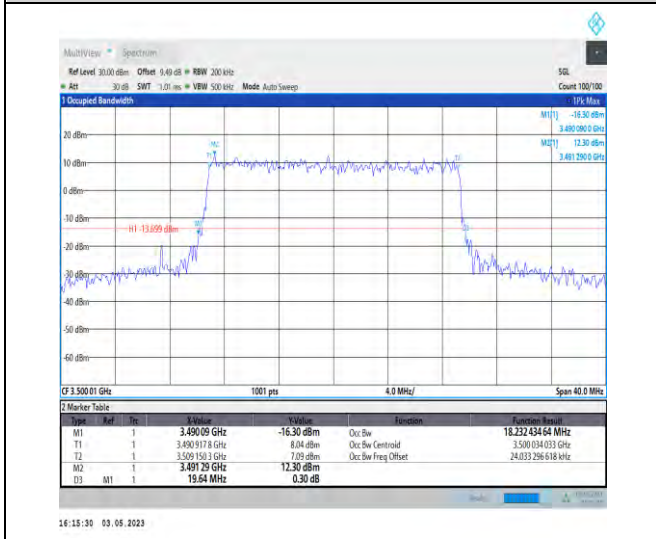 MultiView Spectrum
Ref Level 30.00 dBm Offset 9.49 dB RBW 200 kHz SGL
Att 30 dB SWT 1.01 ms VBW 500 kHz Mode Auto Sweep Count 100/100
1 Occupied Bandwidth 1Pk Max
M1[1] -16.30 dBm
3.490 090 0 GHz
M2[1] 12.30 dBm
3.491 290 0 GHz
20 dBm
M2
T1
T2
10 dBm
0 dBm
-10 dBm
H1 -13.699 dBm
-30 dBm
-40 dBm
-50 dBm
-60 dBm
CF 3.500 01 GHz 1001 pts 4.0 MHz/ Span 40.0 MHz
2 Marker Table
Type Ref Trc X-Value Y-Value Function Function Result
M1 1 3.490 09 GHz -16.30 dBm Occ Bw 18.232 434 64 MHz
T1 1 3.490 917 8 GHz 8.04 dBm Occ Bw Centroid 3.500 034 033 GHz
T2 1 3.509 150 3 GHz 7.09 dBm Occ Bw Freq Offset 24.033 296 618 kHz
M2 1 3.491 29 GHz 12.30 dBm
D3 M1 1 19.64 MHz 0.30 dB
16:15:30 03.05.2023